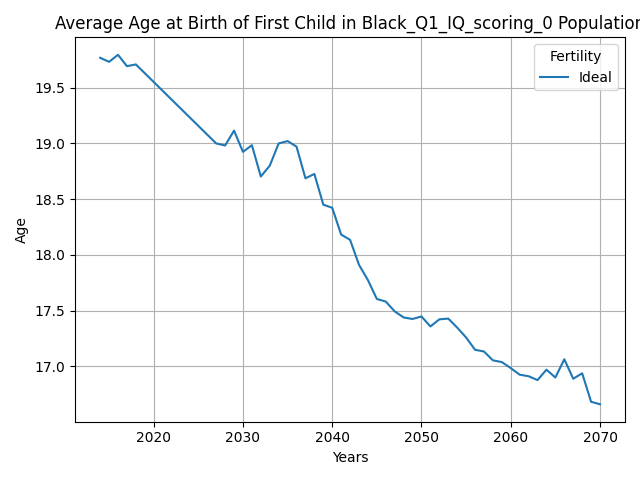 Average Age at Birth of First Child in Black_Q1_IQ_scoring_0 Population
Fertility
Ideal
19.5
19.0
18.5
18.0
17.5
17.0
Age
2020 2030 2040 2050 2060 2070
Years